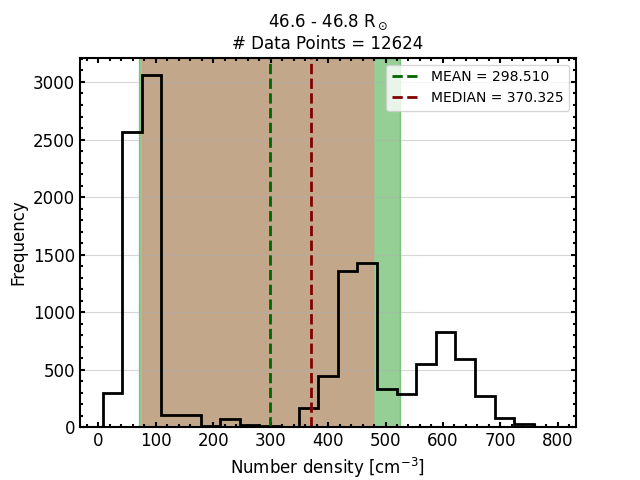 46.6 - 46.8 R⊙
# Data Points = 12624
MEAN = 298.510
MEDIAN = 370.325
Frequency
3000
2500
2000
1500
1000
500
0
0 100 200 300 400 500 600 700 800
Number density [cm⁻³]